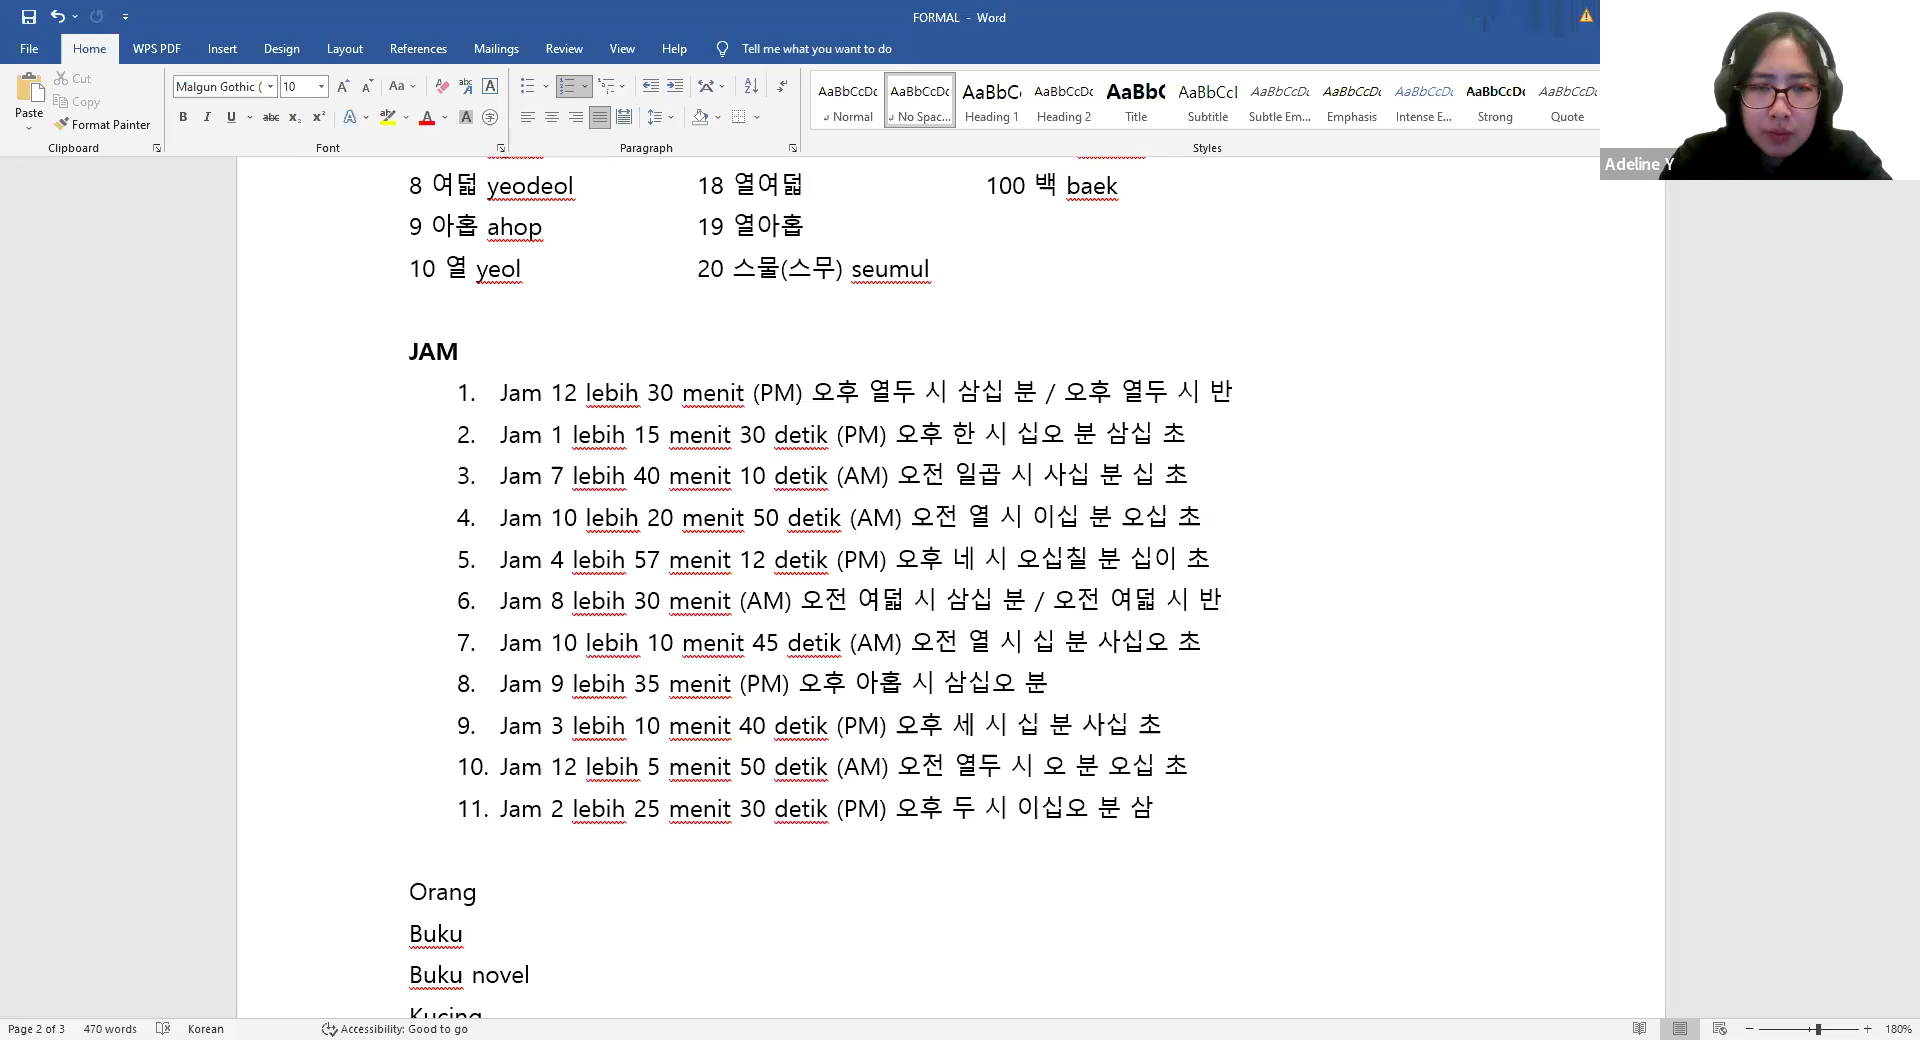 FORMAL - Word
File Home WPS PDF Insert Design Layout References Mailings Review View Help Tell me what you want to do
Paste
Cut
Copy
Format Painter
Clipboard
Malgun Gothic ( 10
Font
Paragraph
AaBbCcDc AaBbCcDc AaBbC AaBbCcDc AaBbC AaBbCcI AaBbCcDc AaBbCcDc AaBbCcDc AaBbCcDc AaBbCcDc
Normal No Spac... Heading 1 Heading 2 Title Subtitle Subtle Em... Emphasis Intense E... Strong Quote
Styles
Adeline Y
8 여덟 yeodeol 18 열여덟 100 백 baek
9 아홉 ahop 19 열아홉
10 열 yeol 20 스물(스무) seumul
JAM
1. Jam 12 lebih 30 menit (PM) 오후 열두 시 삼십 분 / 오후 열두 시 반
2. Jam 1 lebih 15 menit 30 detik (PM) 오후 한 시 십오 분 삼십 초
3. Jam 7 lebih 40 menit 10 detik (AM) 오전 일곱 시 사십 분 십 초
4. Jam 10 lebih 20 menit 50 detik (AM) 오전 열 시 이십 분 오십 초
5. Jam 4 lebih 57 menit 12 detik (PM) 오후 네 시 오십칠 분 십이 초
6. Jam 8 lebih 30 menit (AM) 오전 여덟 시 삼십 분 / 오전 여덟 시 반
7. Jam 10 lebih 10 menit 45 detik (AM) 오전 열 시 십 분 사십오 초
8. Jam 9 lebih 35 menit (PM) 오후 아홉 시 삼십오 분
9. Jam 3 lebih 10 menit 40 detik (PM) 오후 세 시 십 분 사십 초
10. Jam 12 lebih 5 menit 50 detik (AM) 오전 열두 시 오 분 오십 초
11. Jam 2 lebih 25 menit 30 detik (PM) 오후 두 시 이십오 분 삼
Orang
Buku
Buku novel
Kucing
Page 2 of 3 470 words Korean Accessibility: Good to go 180%